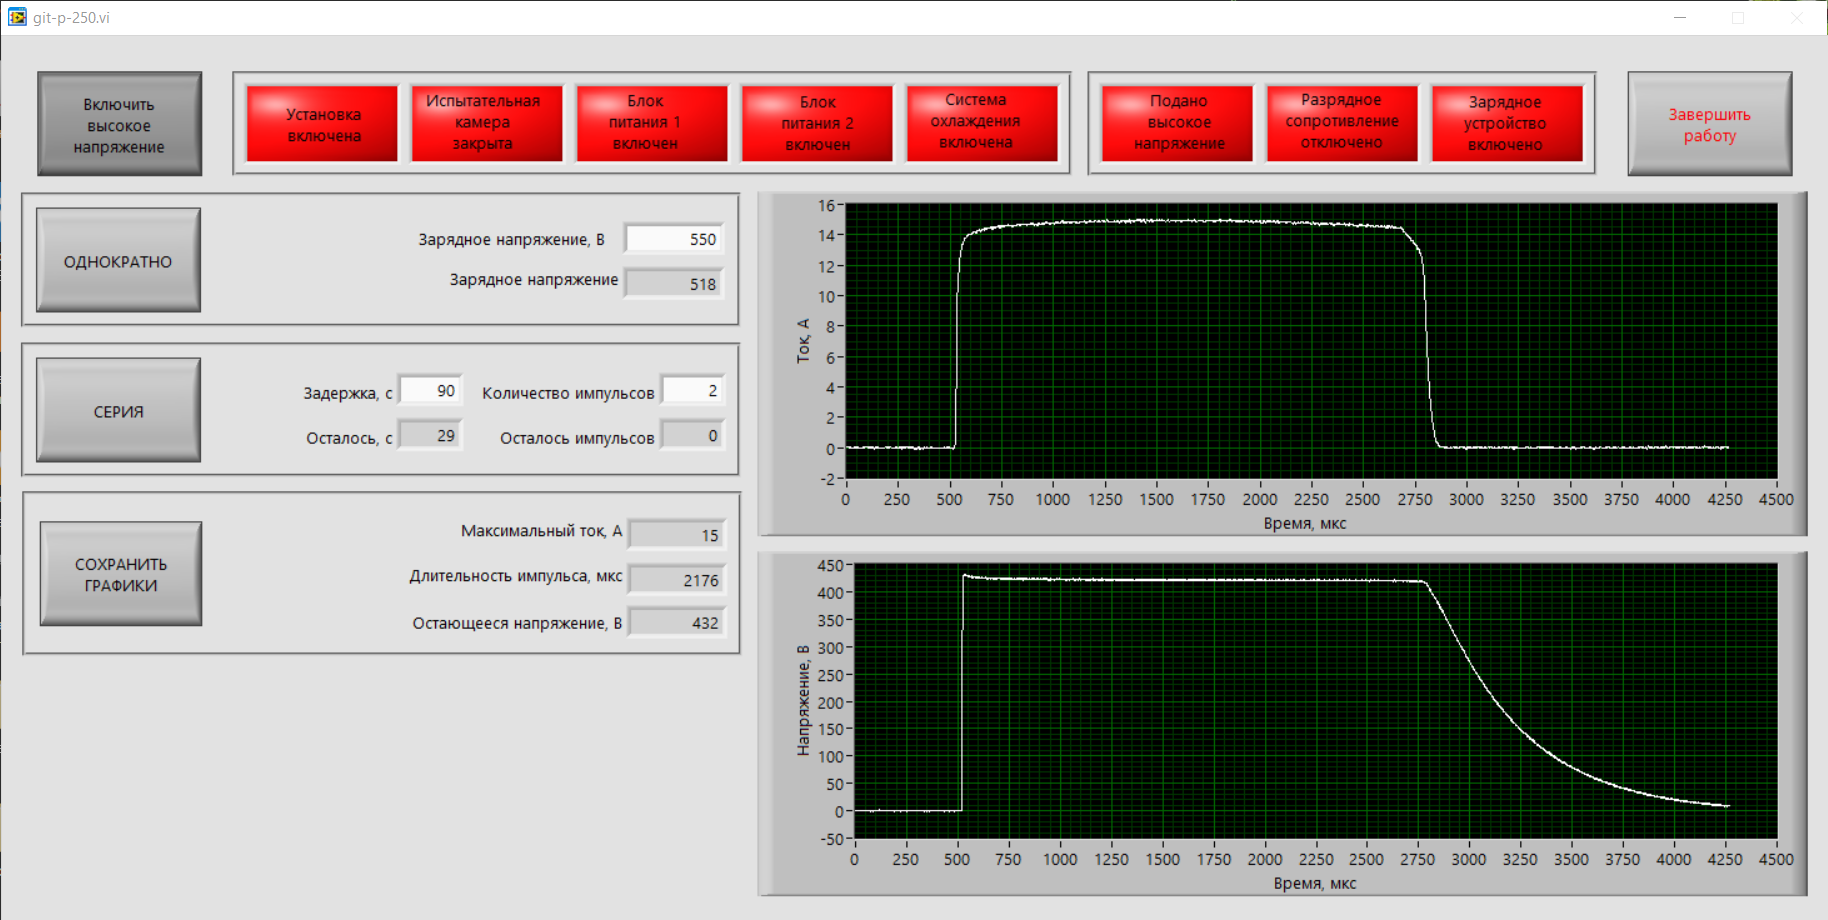 git-p-250.vi
Включить
высокое
напряжение
Установка
включена
Испытательная
камера
закрыта
Блок
питания 1
включен
Блок
питания 2
включен
Система
охлаждения
включена
Подано
высокое
напряжение
Разрядное
сопротивление
отключено
Зарядное
устройство
включено
Завершить
работу
ОДНОКРАТНО
Зарядное напряжение, В 550
Зарядное напряжение 518
СЕРИЯ
Задержка, с 90 Количество импульсов 2
Осталось, с 29 Осталось импульсов 0
СОХРАНИТЬ
ГРАФИКИ
Максимальный ток, А 15
Длительность импульса, мкс 2176
Остающееся напряжение, В 432
Ток, А
16
14
12
10
8
6
4
2
0
-2
0 250 500 750 1000 1250 1500 1750 2000 2250 2500 2750 3000 3250 3500 3750 4000 4250 4500
Время, мкс
Напряжение, В
450
400
350
300
250
200
150
100
50
0
-50
0 250 500 750 1000 1250 1500 1750 2000 2250 2500 2750 3000 3250 3500 3750 4000 4250 4500
Время, мкс